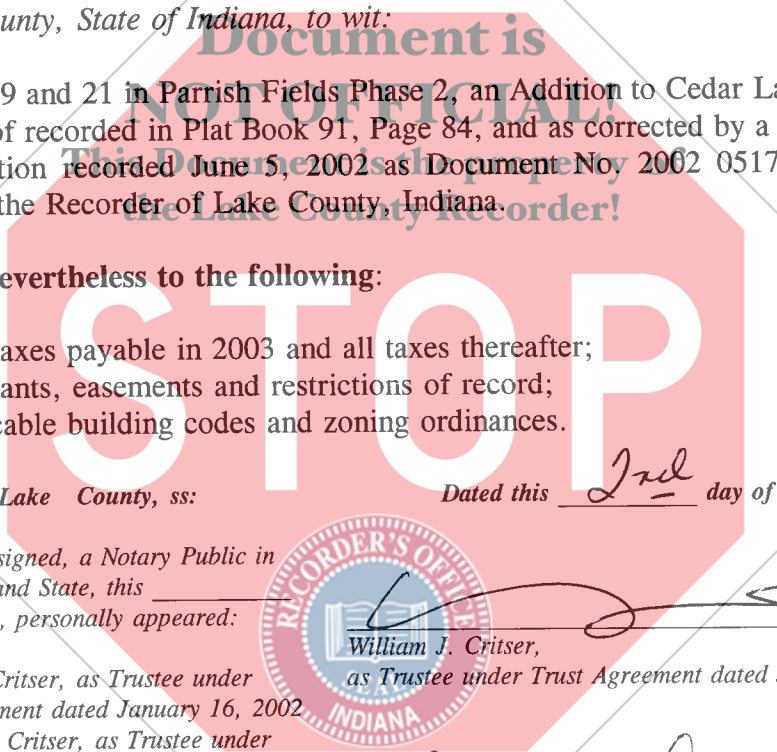 ounty, State of Indiana, to wit:
Document is
NOT OFFICIAL!
This Document is the property of
the Lake County Recorder!
9 and 21 in Parrish Fields Phase 2, an Addition to Cedar La
of recorded in Plat Book 91, Page 84, and as corrected by a
tion recorded June 5, 2002 as Document No. 2002 0517
the Recorder of Lake County, Indiana.
evertheless to the following:
STOP
axes payable in 2003 and all taxes thereafter;
ants, easements and restrictions of record;
cable building codes and zoning ordinances.
Lake County, ss:
Dated this 2nd day of
signed, a Notary Public in
and State, this
, personally appeared:
RECORDER'S OFFICE
SEAL
INDIANA
William J. Critser,
as Trustee under Trust Agreement dated
Critser, as Trustee under
ment dated January 16, 2002
Critser, as Trustee under